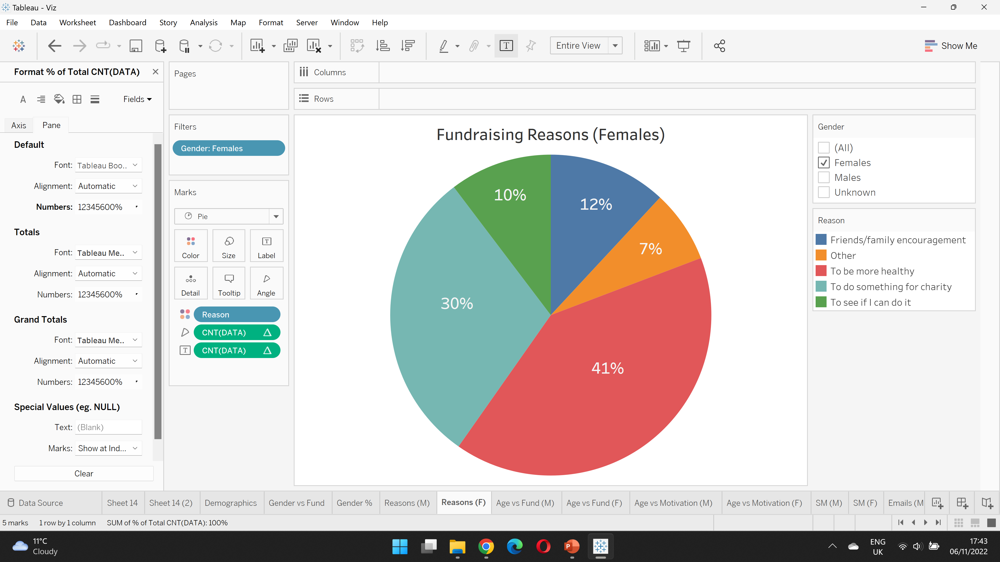 Tableau - Viz
File Data Worksheet Dashboard Story Analysis Map Format Server Window Help
T Entire View Show Me
Format % of Total CNT(DATA)
A Fields
Axis Pane
Default
Font: Tableau Boo..
Alignment: Automatic
Numbers: 12345600%
Totals
Font: Tableau Me..
Alignment: Automatic
Numbers: 12345600%
Grand Totals
Font: Tableau Me..
Alignment: Automatic
Numbers: 12345600%
Special Values (eg. NULL)
Text: (Blank)
Marks: Show at Ind...
Clear
Pages
Filters
Gender: Females
Marks
Pie
Color Size T Label
Detail Tooltip Angle
Reason
CNT(DATA)
T CNT(DATA)
Columns
Rows
Fundraising Reasons (Females)
10%
12%
7%
30%
41%
Gender
(All)
Females
Males
Unknown
Reason
Friends/family encouragement
Other
To be more healthy
To do something for charity
To see if I can do it
Data Source Sheet 14 Sheet 14 (2) Demographics Gender vs Fund Gender % Reasons (M) Reasons (F) Age vs Fund (M) Age vs Fund (F) Age vs Motivation (M) Age vs Motivation (F) SM (M) SM (F) Emails (M
5 marks 1 row by 1 column SUM of % of Total CNT(DATA): 100%
11°C
Cloudy
P
ENG
UK
17:43
06/11/2022